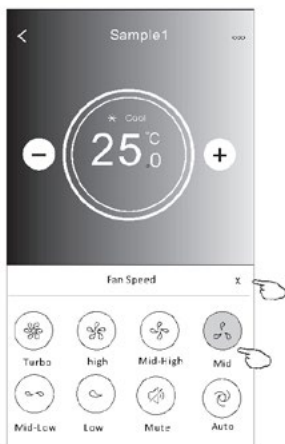 Sample1
Cool
25.0 °C
Fan Speed x
Turbo high Mid-High Mid
Mid-Low Low Mute Auto